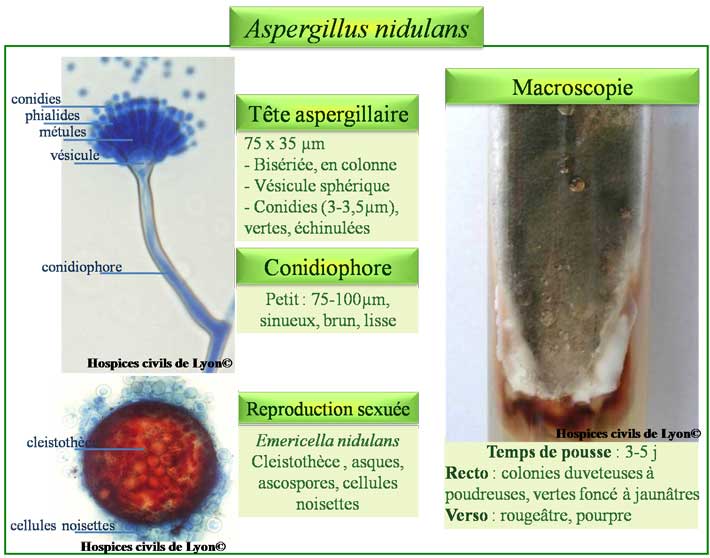 Aspergillus nidulans
conidies
phialides
métules
vésicule
conidiophore
Hospices civils de Lyon©
Tête aspergillaire
75 x 35 µm
- Bisériée, en colonne
- Vésicule sphérique
- Conidies (3-3,5µm),
vertes, échinulées
Conidiophore
Petit : 75-100µm,
sinueux, brun, lisse
cleistothèce
cellules noisettes
Hospices civils de Lyon©
Reproduction sexuée
Emericella nidulans
Cleistothèce , asques,
ascospores, cellules
noisettes
Macroscopie
Hospices civils de Lyon©
Temps de pousse : 3-5 j
Recto : colonies duveteuses à
poudreuses, vertes foncé à jaunâtres
Verso : rougeâtre, pourpre